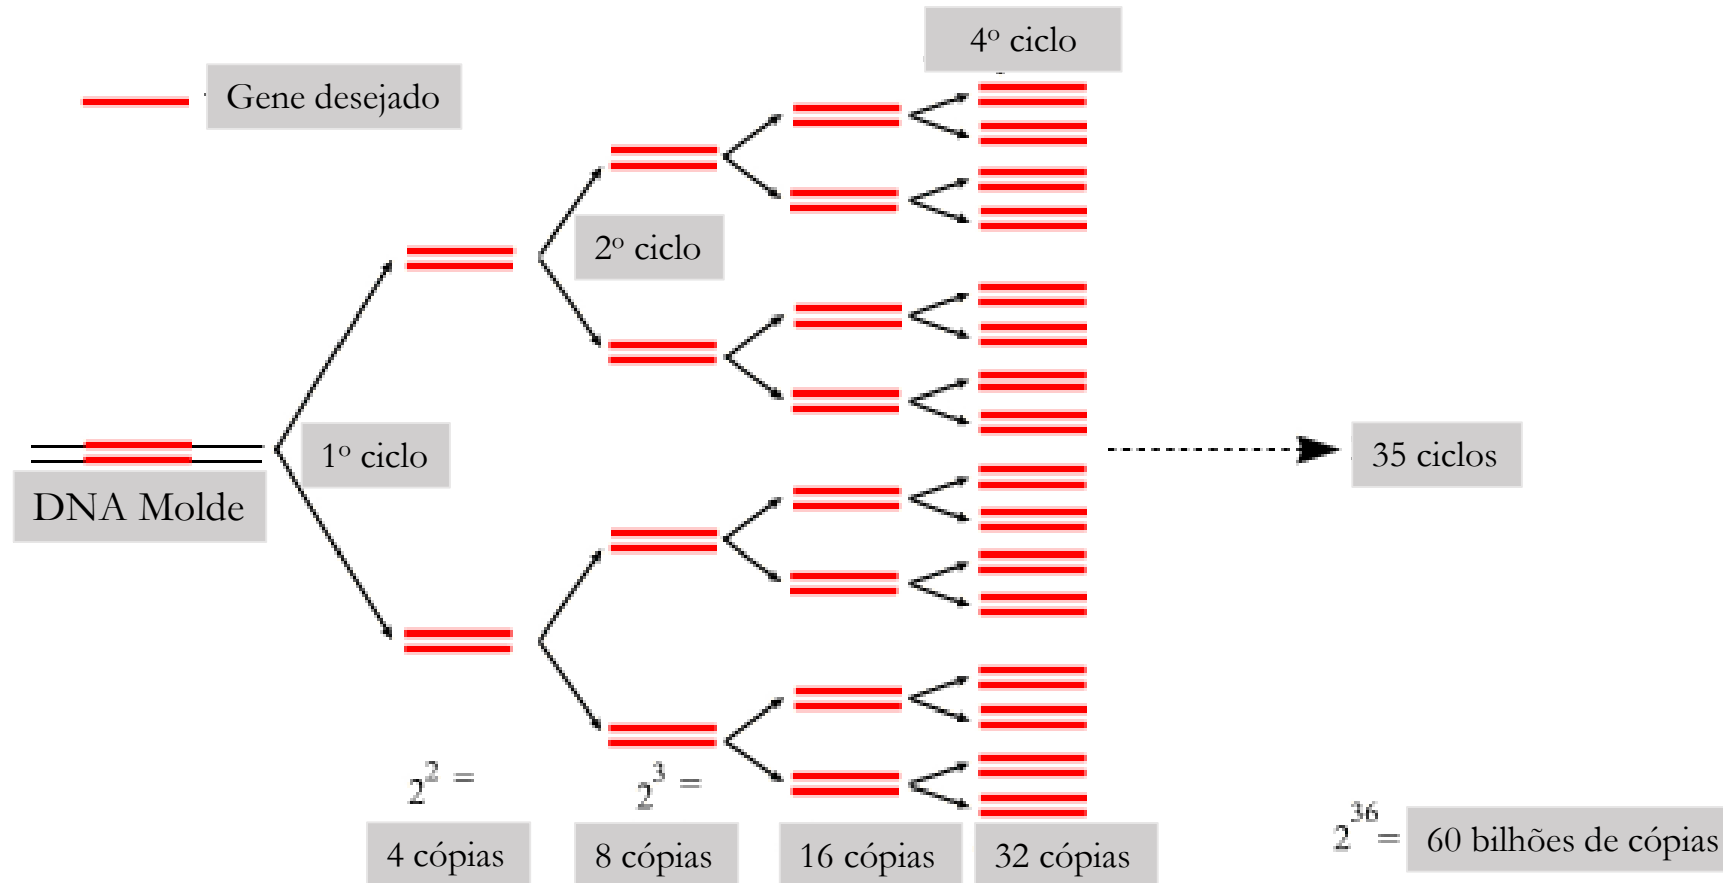 4º ciclo
Gene desejado
2º ciclo
1º ciclo
DNA Molde
35 ciclos
2² =
2³ =
2³⁶ =
4 cópias
8 cópias
16 cópias
32 cópias
60 bilhões de cópias